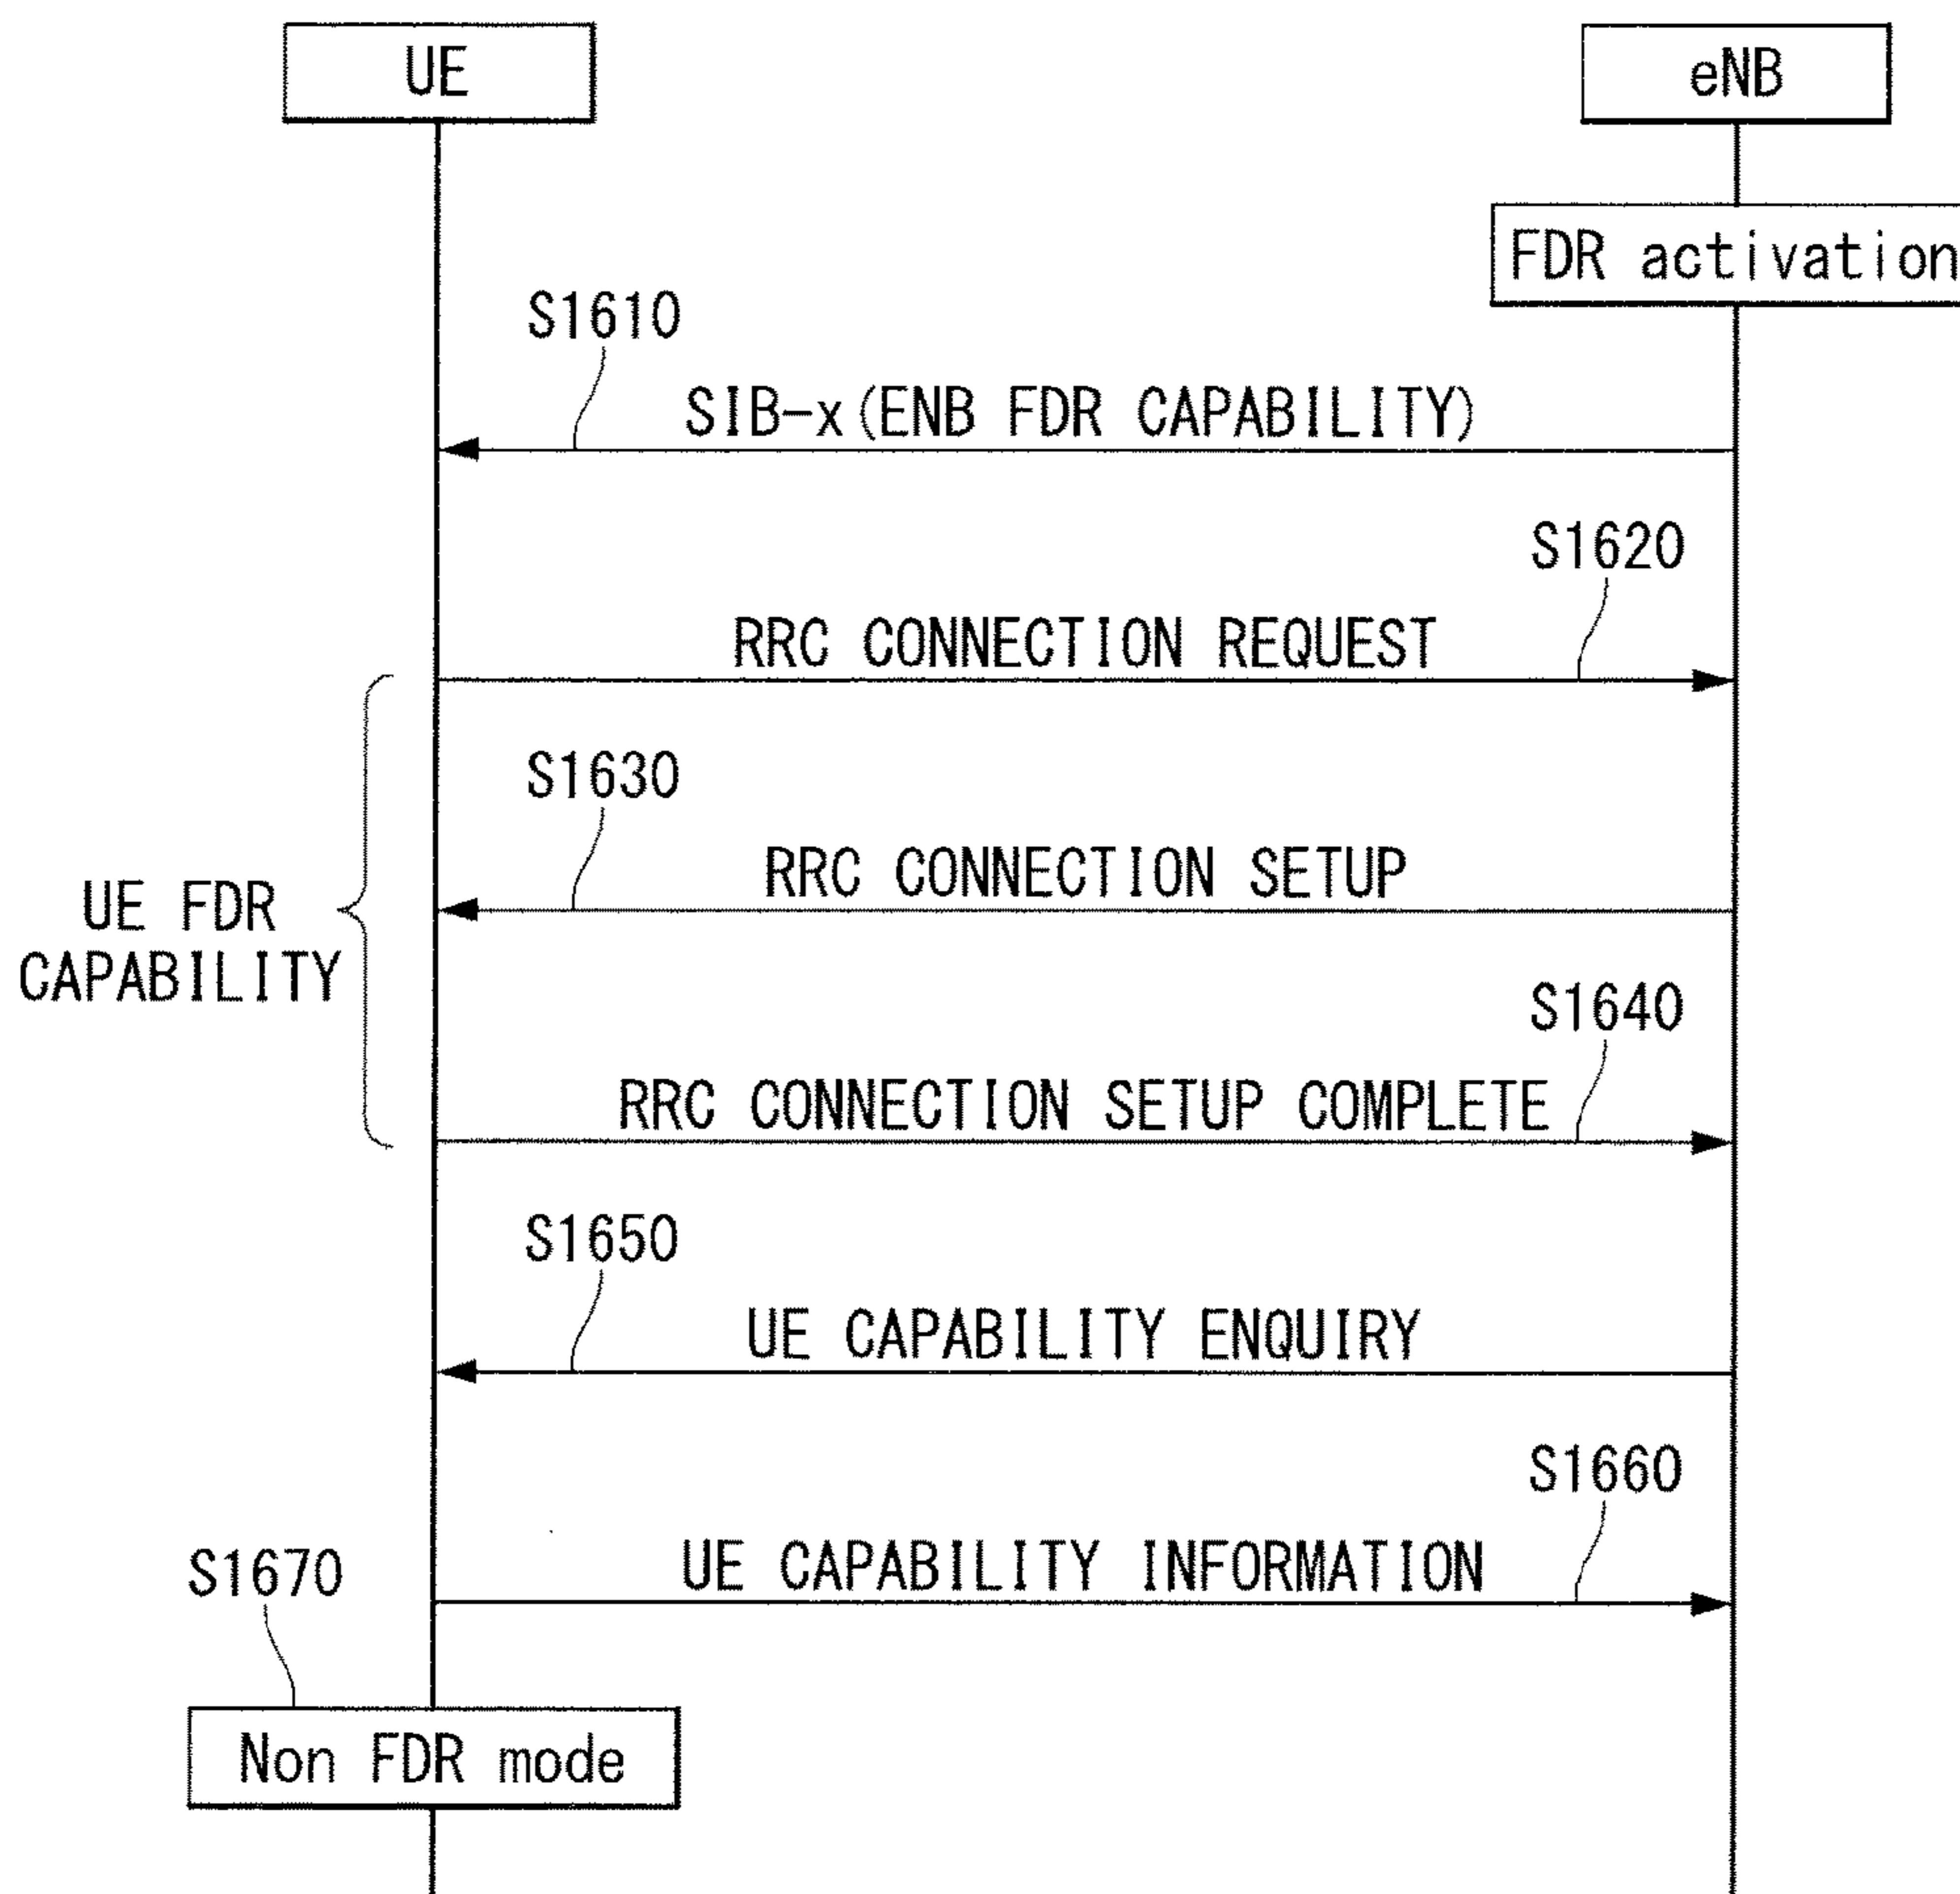 UE
eNB
FDR activation
S1610
SIB-x(ENB FDR CAPABILITY)
S1620
RRC CONNECTION REQUEST
S1630
RRC CONNECTION SETUP
UE FDR
CAPABILITY
S1640
RRC CONNECTION SETUP COMPLETE
S1650
UE CAPABILITY ENQUIRY
S1660
UE CAPABILITY INFORMATION
S1670
Non FDR mode